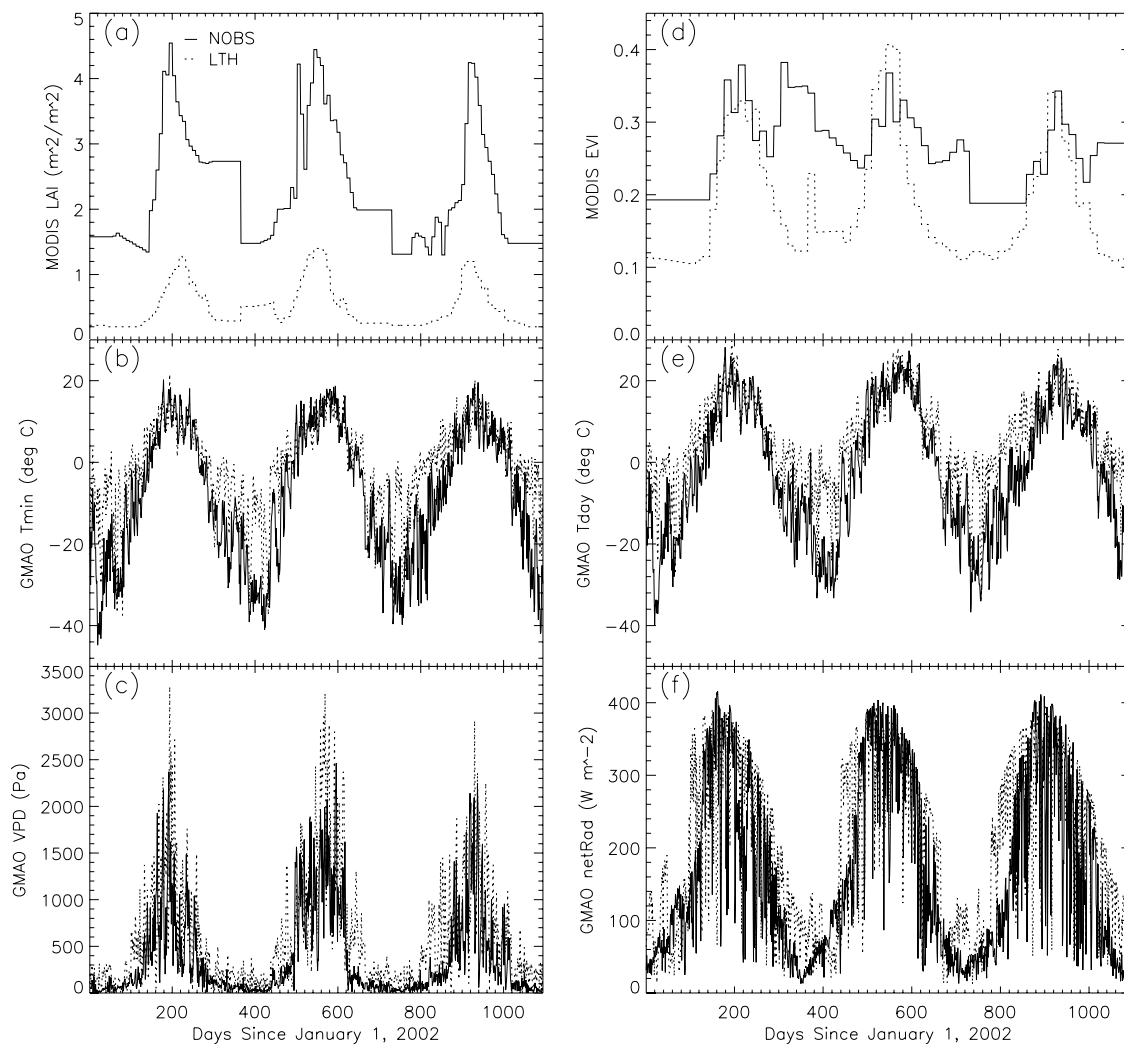 (a)
NOBS
LTH
MODIS LAI (m^2/m^2)
5
4
3
2
1
0
(d)
MODIS EVI
0.4
0.3
0.2
0.1
0.0
(b)
GMAO Tmin (deg C)
20
0
−20
−40
(e)
GMAO Tday (deg C)
20
0
−20
−40
(c)
GMAO VPD (Pa)
3500
3000
2500
2000
1500
1000
500
0
200
400
600
800
1000
Days Since January 1, 2002
(f)
GMAO netRad (W m^−2)
400
300
200
100
0
200
400
600
800
1000
Days Since January 1, 2002